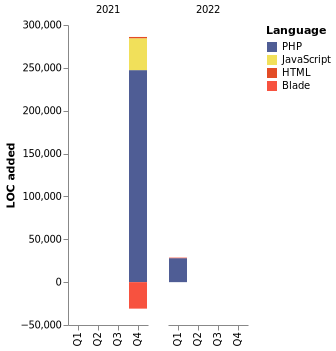 2021
2022
LOC added
300,000
250,000
200,000
150,000
100,000
50,000
0
−50,000
Q1
Q2
Q3
Q4
Q1
Q2
Q3
Q4
Language
PHP
JavaScript
HTML
Blade